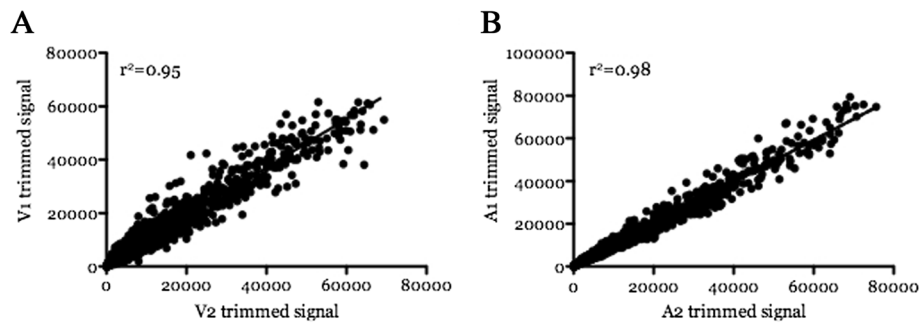 A
80000
r²=0.95
60000
V1 trimmed signal
40000
20000
0
0 20000 40000 60000 80000
V2 trimmed signal
B
100000
r²=0.98
80000
60000
A1 trimmed signal
40000
20000
0
0 20000 40000 60000 80000
A2 trimmed signal